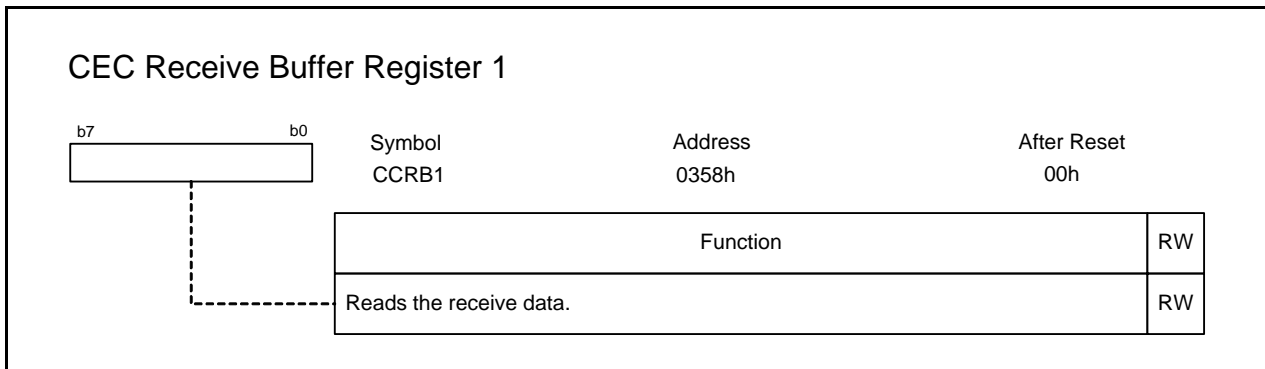 CEC Receive Buffer Register 1
b7 b0 Symbol Address After Reset
CCRB1 0358h 00h
Function RW
Reads the receive data. RW